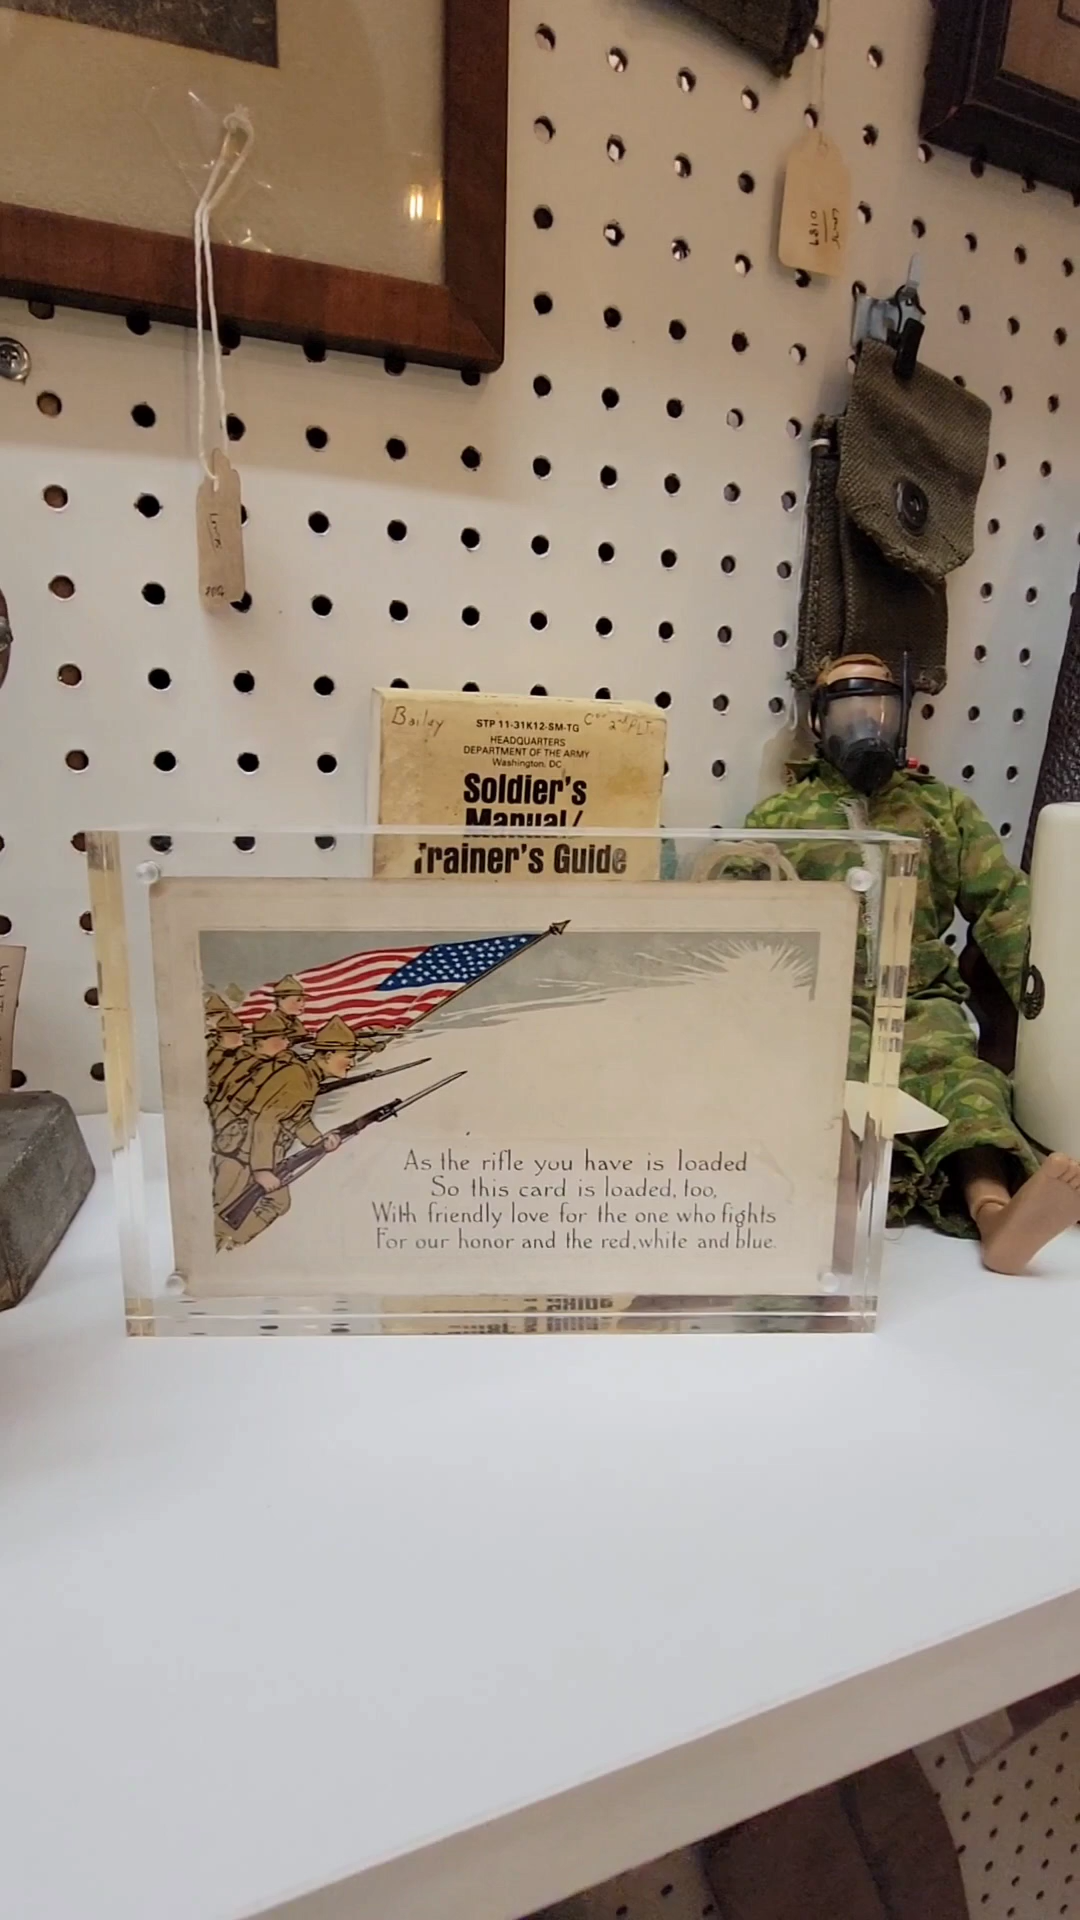 Bailey
STP 11-31K12-SM-TG
HEADQUARTERS
DEPARTMENT OF THE ARMY
Washington, DC
Soldier's
Manual/
Trainer's Guide
As the rifle you have is loaded
So this card is loaded, too,
With friendly love for the one who fights
For our honor and the red, white and blue.